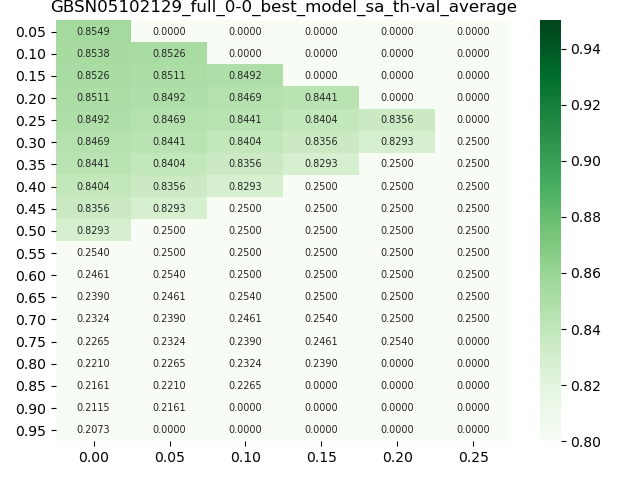 GBSN05102129_full_0-0_best_model_sa_th-val_average
0.05 0.8549 0.0000 0.0000 0.0000 0.0000 0.0000
0.10 0.8538 0.8526 0.0000 0.0000 0.0000 0.0000
0.15 0.8526 0.8511 0.8492 0.0000 0.0000 0.0000
0.20 0.8511 0.8492 0.8469 0.8441 0.0000 0.0000
0.25 0.8492 0.8469 0.8441 0.8404 0.8356 0.0000
0.30 0.8469 0.8441 0.8404 0.8356 0.8293 0.2500
0.35 0.8441 0.8404 0.8356 0.8293 0.2500 0.2500
0.40 0.8404 0.8356 0.8293 0.2500 0.2500 0.2500
0.45 0.8356 0.8293 0.2500 0.2500 0.2500 0.2500
0.50 0.8293 0.2500 0.2500 0.2500 0.2500 0.2500
0.55 0.2540 0.2500 0.2500 0.2500 0.2500 0.2500
0.60 0.2461 0.2540 0.2500 0.2500 0.2500 0.2500
0.65 0.2390 0.2461 0.2540 0.2500 0.2500 0.2500
0.70 0.2324 0.2390 0.2461 0.2540 0.2500 0.2500
0.75 0.2265 0.2324 0.2390 0.2461 0.2540 0.0000
0.80 0.2210 0.2265 0.2324 0.2390 0.0000 0.0000
0.85 0.2161 0.2210 0.2265 0.0000 0.0000 0.0000
0.90 0.2115 0.2161 0.0000 0.0000 0.0000 0.0000
0.95 0.2073 0.0000 0.0000 0.0000 0.0000 0.0000
0.00 0.05 0.10 0.15 0.20 0.25
0.94
0.92
0.90
0.88
0.86
0.84
0.82
0.80